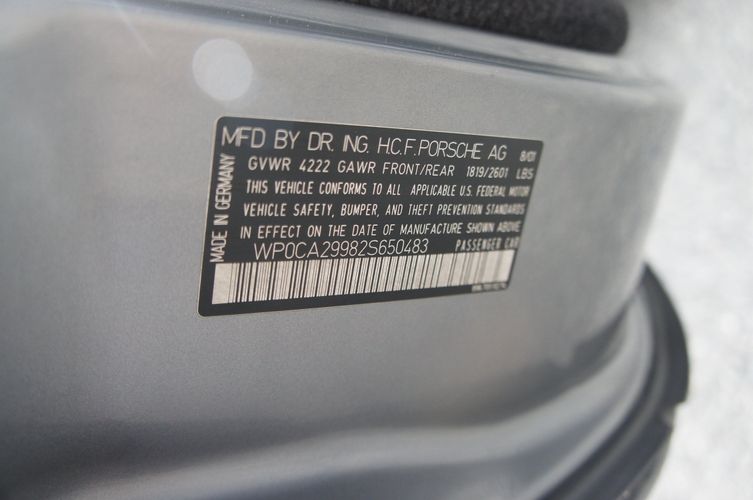 MFD BY DR. ING. H.C.F. PORSCHE AG 8/01
GVWR 4222 GAWR FRONT/REAR 1819/2601 LBS
THIS VEHICLE CONFORMS TO ALL APPLICABLE U.S. FEDERAL MOTOR
VEHICLE SAFETY, BUMPER, AND THEFT PREVENTION STANDARDS
IN EFFECT ON THE DATE OF MANUFACTURE SHOWN ABOVE
WP0CA29982S650483 PASSENGER CAR
MADE IN GERMANY